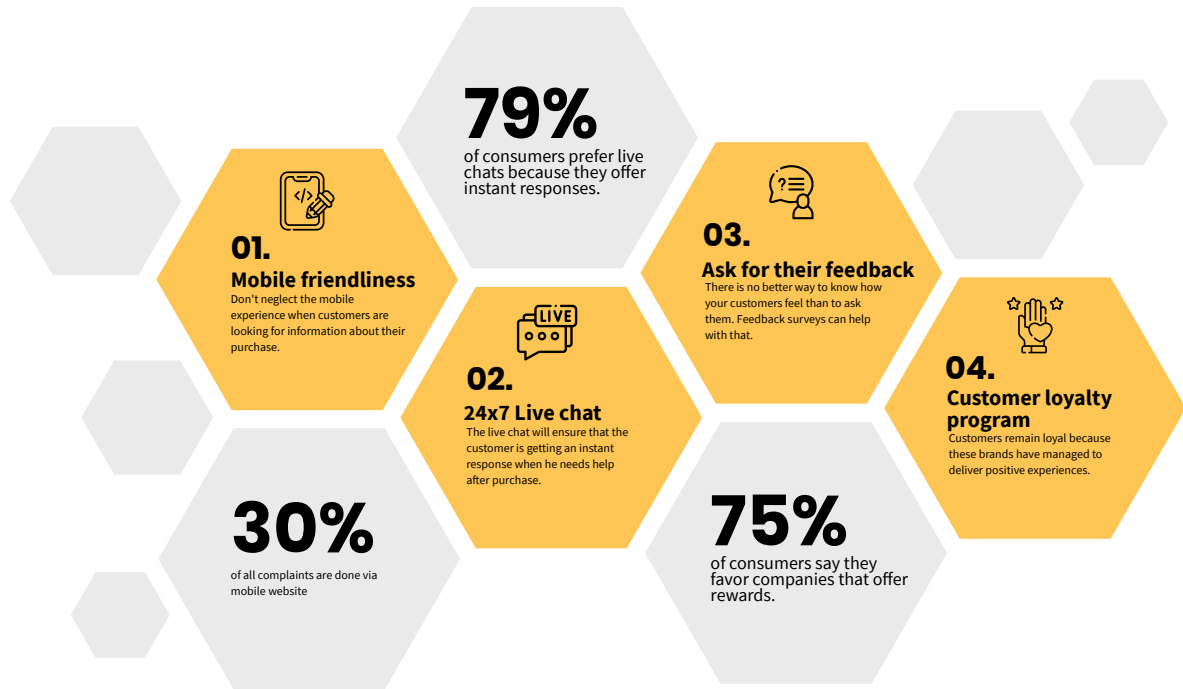 79%
of consumers prefer live
chats because they offer
instant responses.
01.
Mobile friendliness
Don't neglect the mobile
experience when customers are
looking for information about their
purchase.
30%
of all complaints are done via
mobile website
LIVE
02.
24x7 Live chat
The live chat will ensure that the
customer is getting an instant
response when he needs help
after purchase.
?
03.
Ask for their feedback
There is no better way to know how
your customers feel than to ask
them. Feedback surveys can help
with that.
75%
of consumers say they
favor companies that offer
rewards.
04.
Customer loyalty
program
Customers remain loyal because
these brands have managed to
deliver positive experiences.